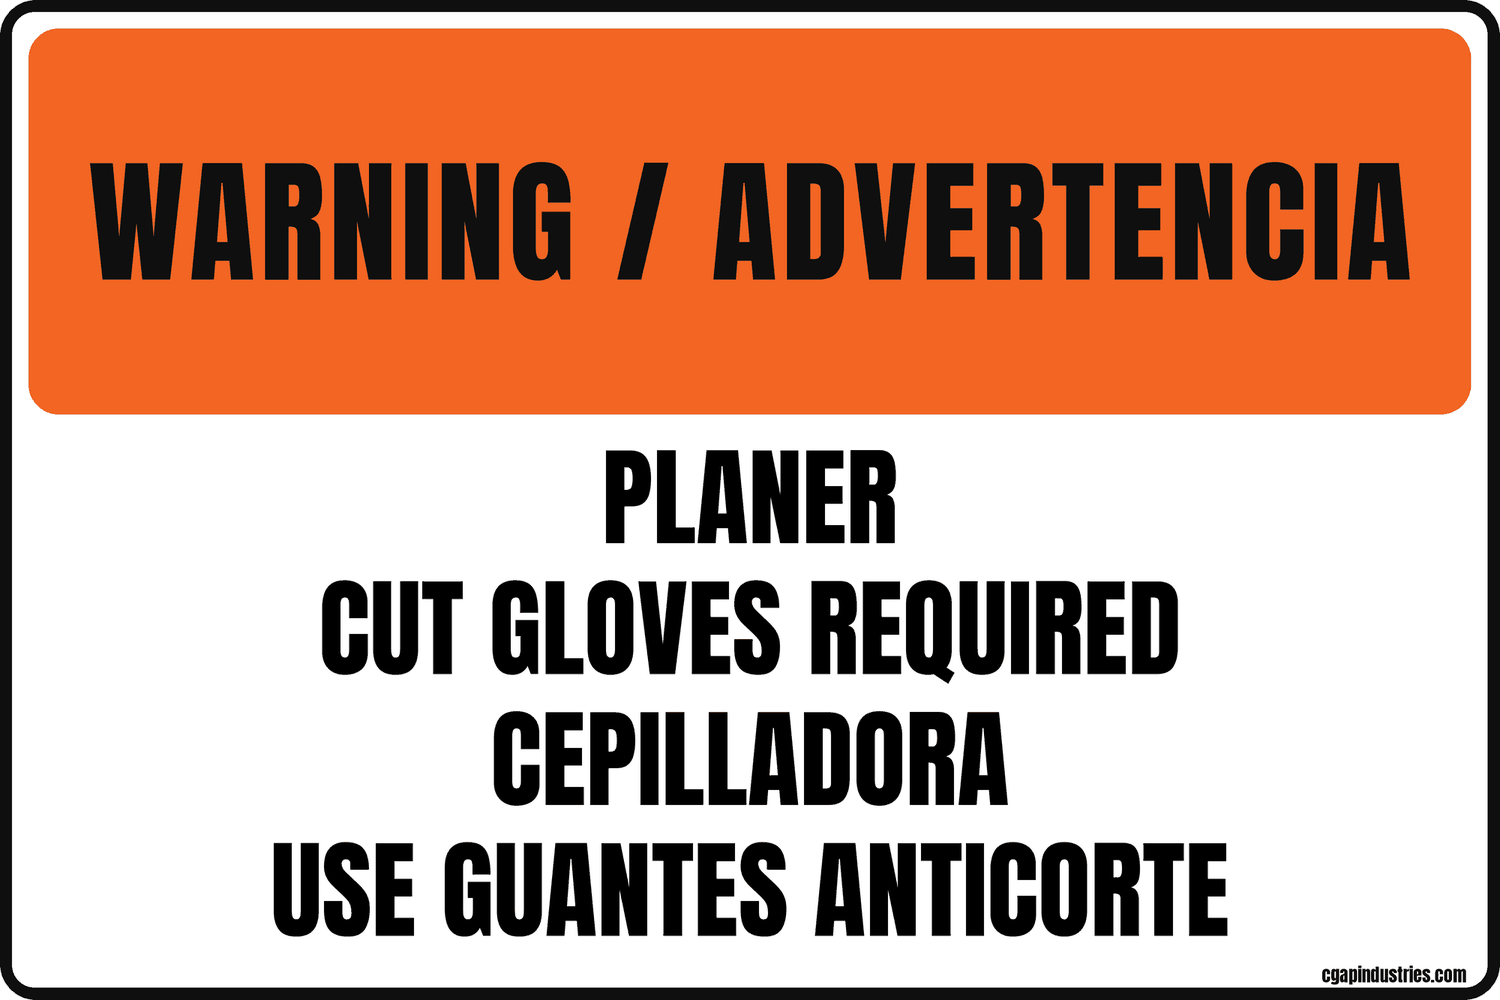 WARNING / ADVERTENCIA
PLANER
CUT GLOVES REQUIRED
CEPILLADORA
USE GUANTES ANTICORTE
cgapindustries.com